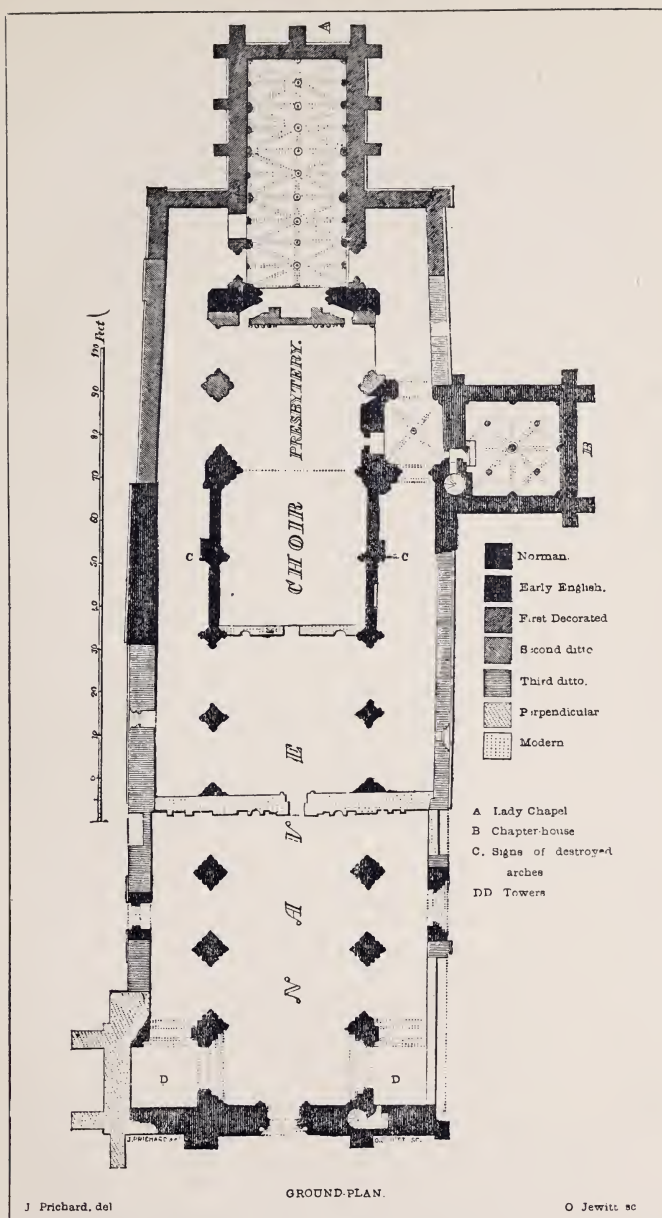 A
100 Feet
90
80
70
60
50
40
30
20
10
0
PRESBYTERY.
CHOIR
C
C
B
NAVE
D
D
Norman.
Early English.
First Decorated
Second ditto
Third ditto.
Perpendicular
Modern
A Lady Chapel
B Chapter-house
C. Signs of destroyed
arches
DD Towers
GROUND-PLAN.
J Prichard, del
O Jewitt sc